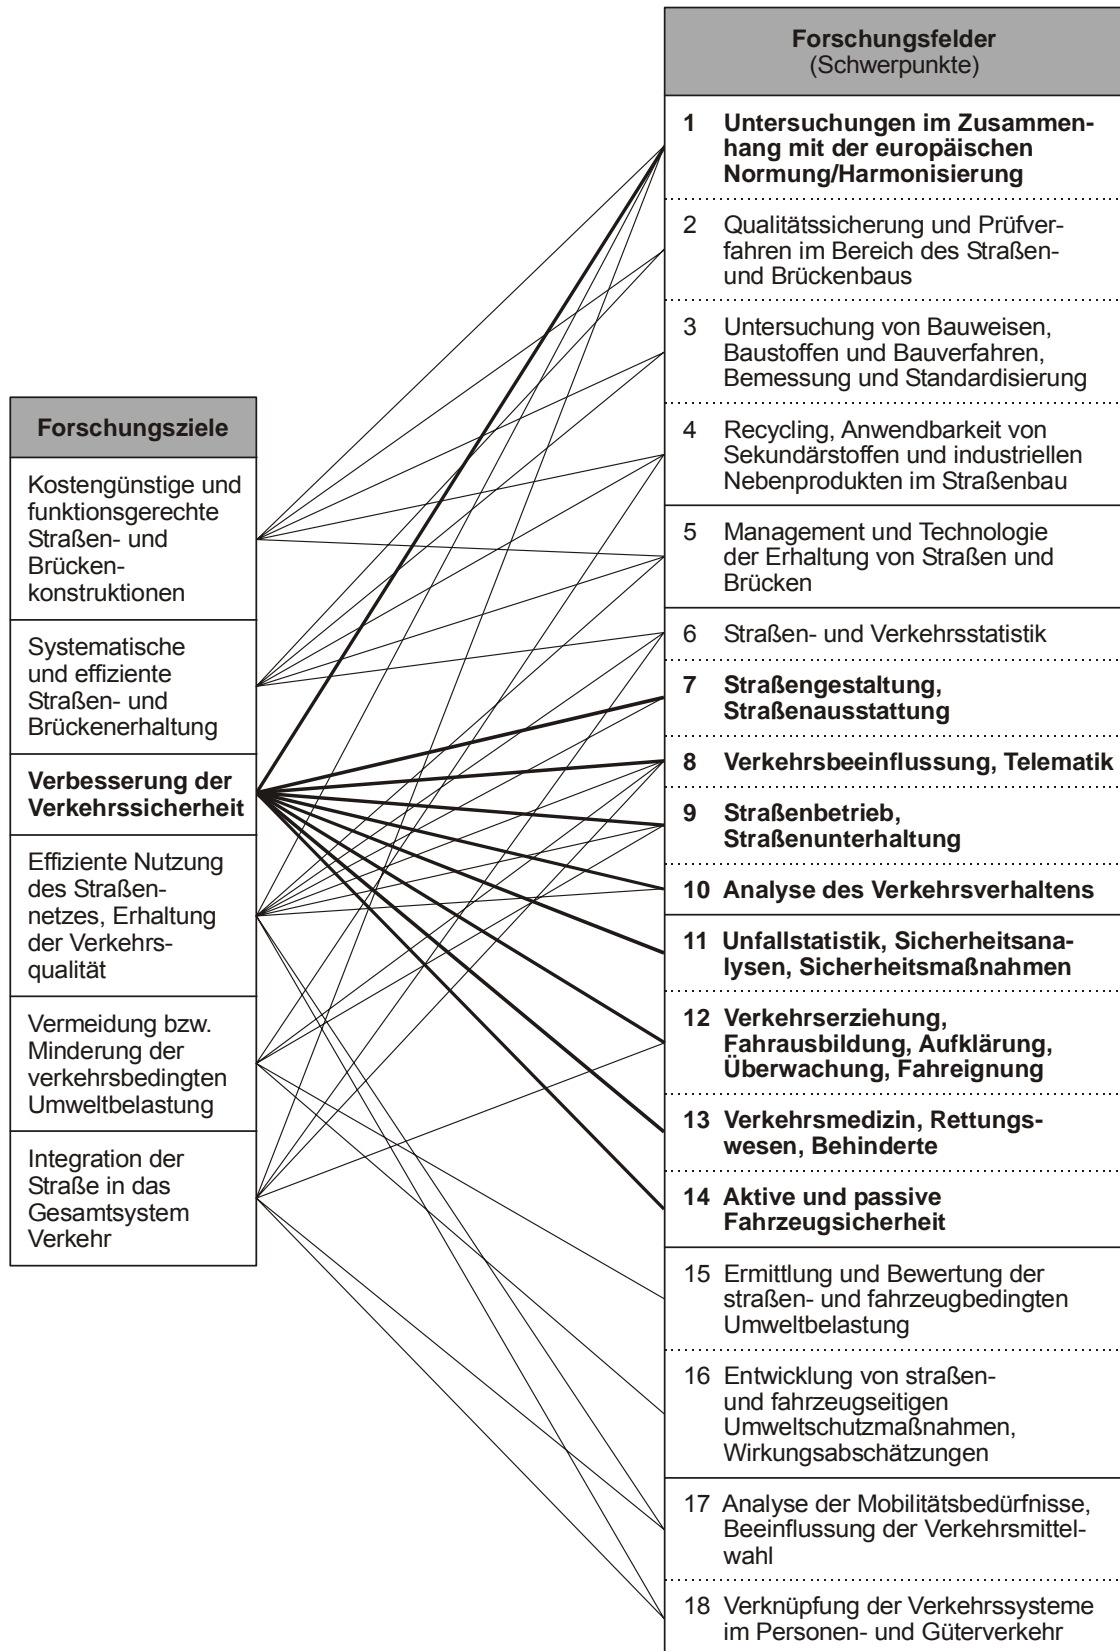 Forschungsziele
Kostengünstige und
funktionsgerechte
Straßen- und
Brücken-
konstruktionen
Systematische
und effiziente
Straßen- und
Brückenerhaltung
Verbesserung der
Verkehrssicherheit
Effiziente Nutzung
des Straßen-
netzes, Erhaltung
der Verkehrs-
qualität
Vermeidung bzw.
Minderung der
verkehrsbedingten
Umweltbelastung
Integration der
Straße in das
Gesamtsystem
Verkehr
Forschungsfelder
(Schwerpunkte)
1 Untersuchungen im Zusammen-
hang mit der europäischen
Normung/Harmonisierung
2 Qualitätssicherung und Prüfver-
fahren im Bereich des Straßen-
und Brückenbaus
3 Untersuchung von Bauweisen,
Baustoffen und Bauverfahren,
Bemessung und Standardisierung
4 Recycling, Anwendbarkeit von
Sekundärstoffen und industriellen
Nebenprodukten im Straßenbau
5 Management und Technologie
der Erhaltung von Straßen und
Brücken
6 Straßen- und Verkehrsstatistik
7 Straßengestaltung,
Straßenausstattung
8 Verkehrsbeeinflussung, Telematik
9 Straßenbetrieb,
Straßenunterhaltung
10 Analyse des Verkehrsverhaltens
11 Unfallstatistik, Sicherheitsana-
lysen, Sicherheitsmaßnahmen
12 Verkehrserziehung,
Fahrausbildung, Aufklärung,
Überwachung, Fahreignung
13 Verkehrsmedizin, Rettungs-
wesen, Behinderte
14 Aktive und passive
Fahrzeugsicherheit
15 Ermittlung und Bewertung der
straßen- und fahrzeugbedingten
Umweltbelastung
16 Entwicklung von straßen-
und fahrzeugseitigen
Umweltschutzmaßnahmen,
Wirkungsabschätzungen
17 Analyse der Mobilitätsbedürfnisse,
Beeinflussung der Verkehrsmittel-
wahl
18 Verknüpfung der Verkehrssysteme
im Personen- und Güterverkehr